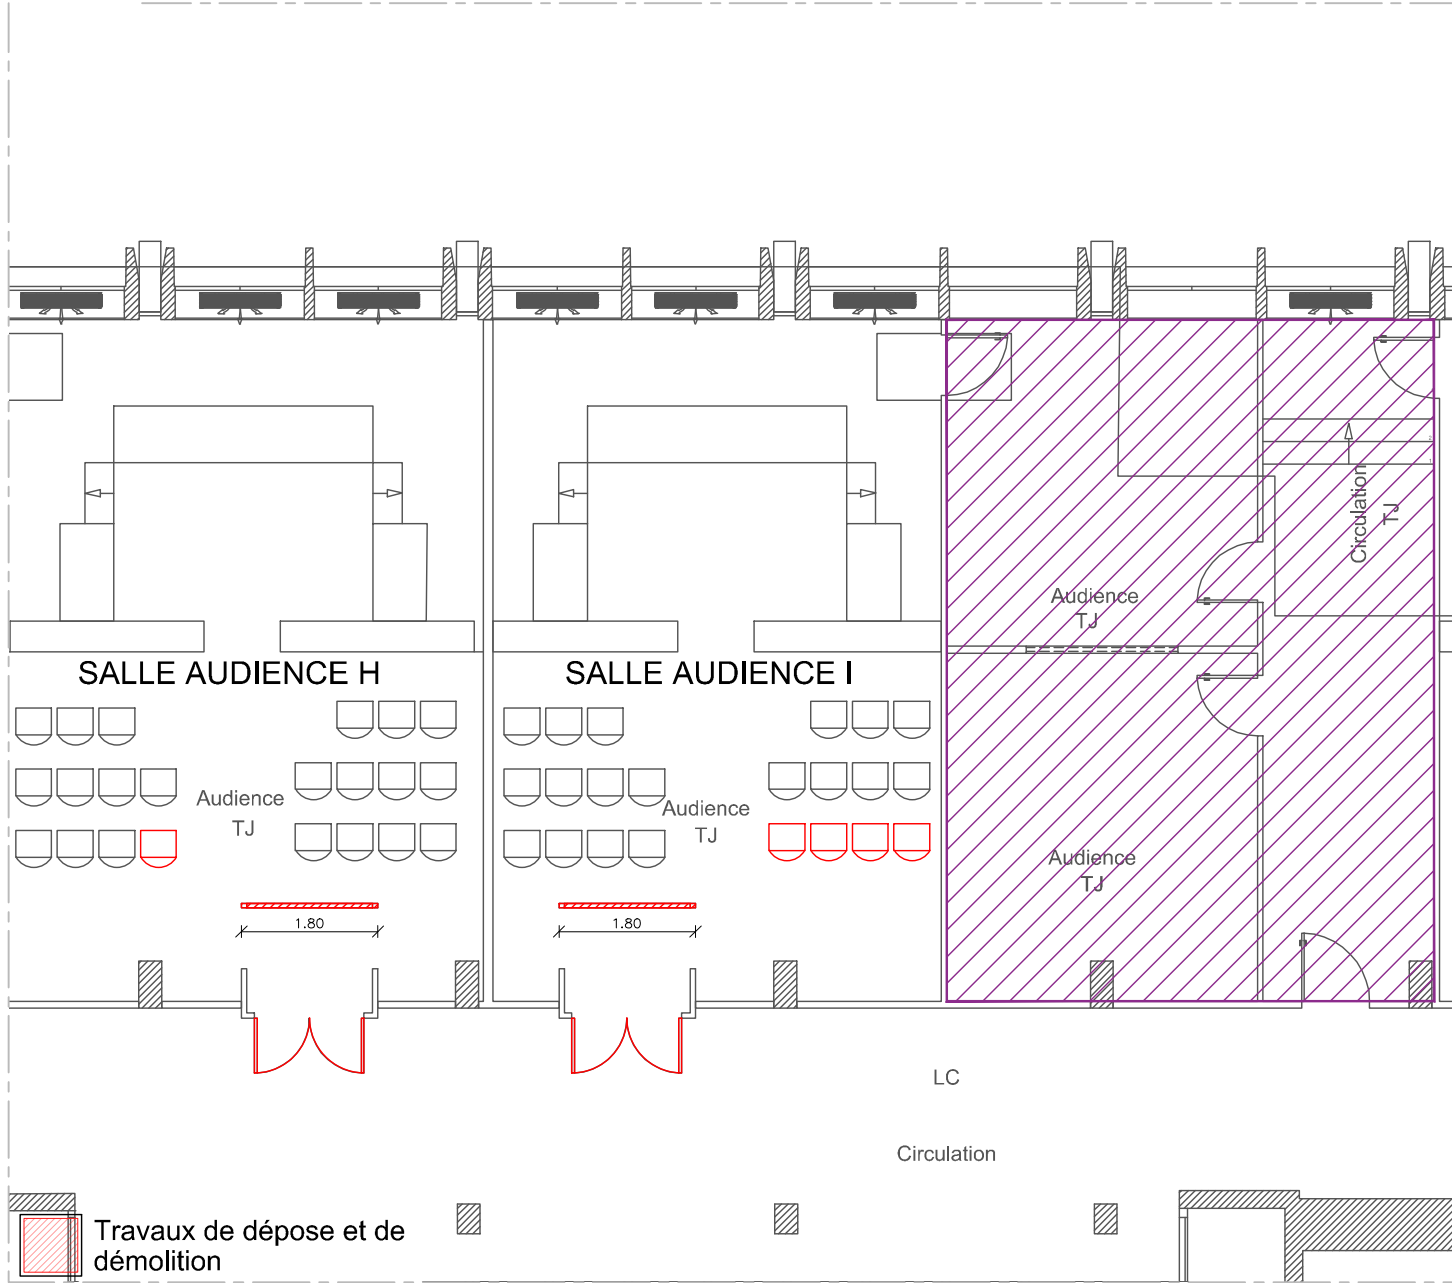 Circulation
TJ
Audience
TJ
SALLE AUDIENCE H
SALLE AUDIENCE I
Audience
TJ
Audience
TJ
Audience
TJ
1.80
1.80
LC
Circulation
Travaux de dépose et de
démolition